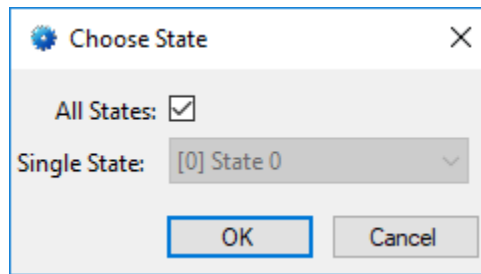 Choose State
All States:
Single State: [0] State 0
OK Cancel